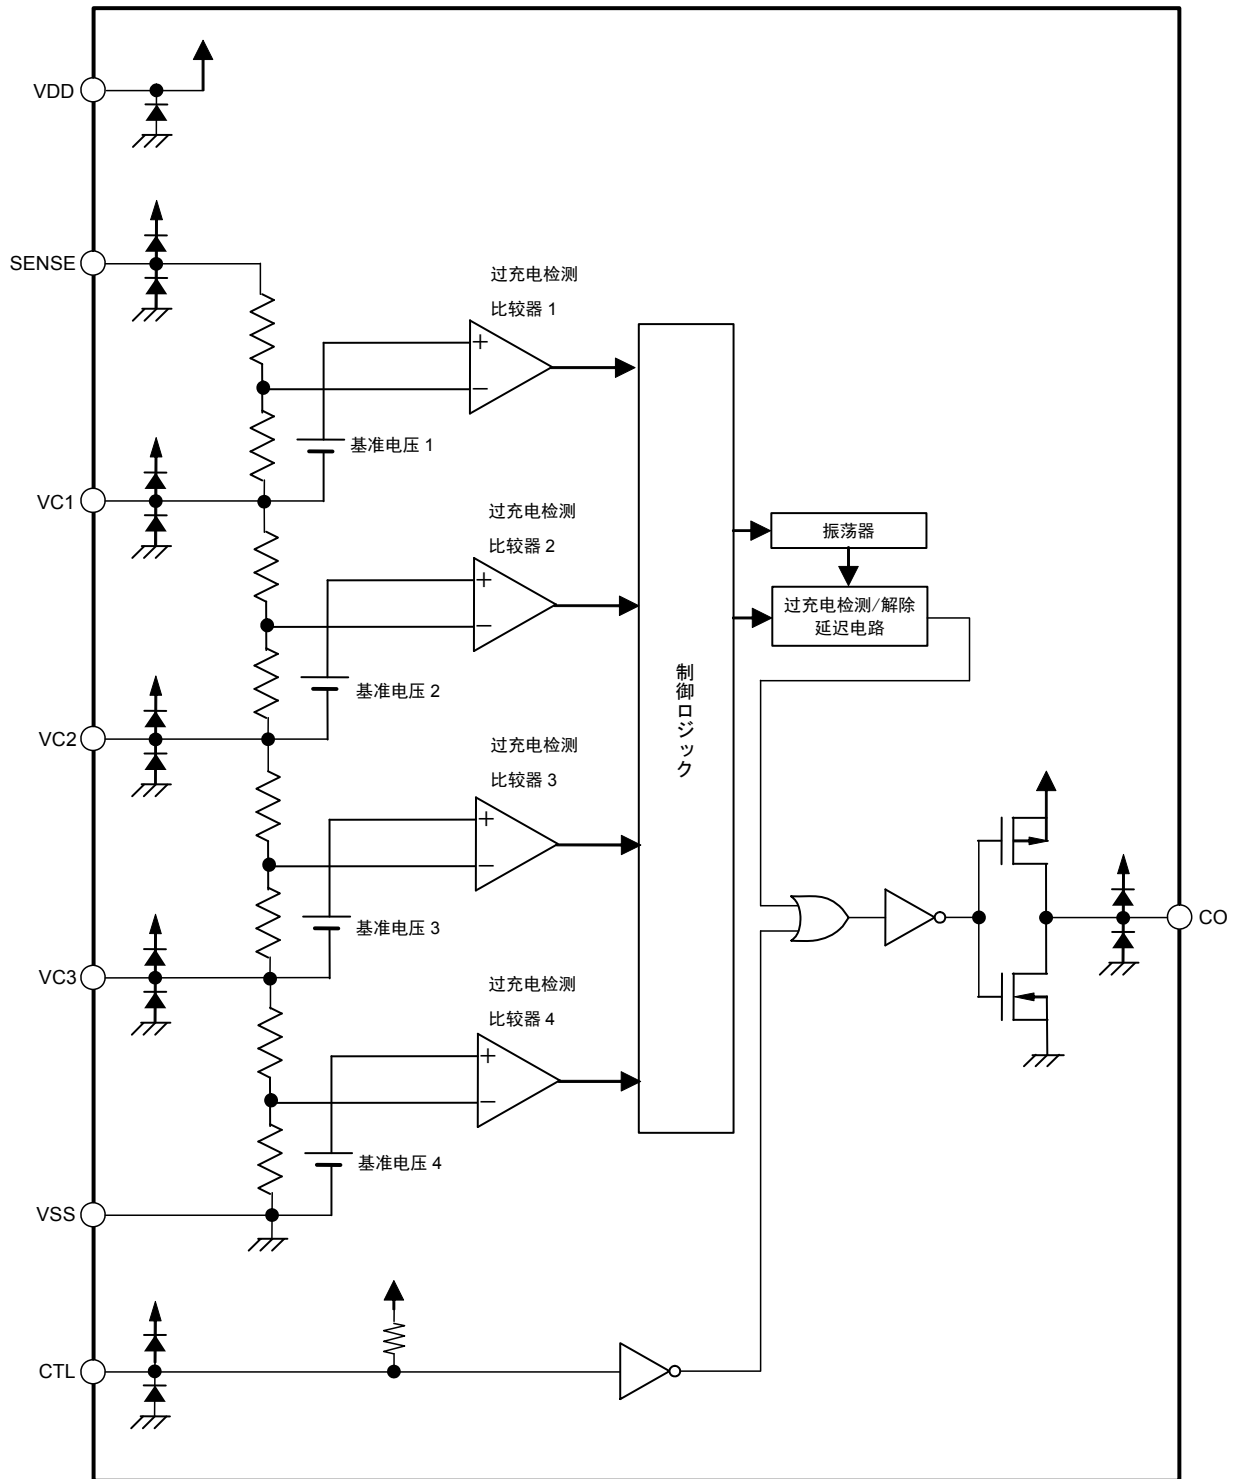 VDD
SENSE
过充电检测
比较器 1
+
−
基准电压 1
VC1
过充电检测
比较器 2
+
−
振荡器
过充电检测/解除
延迟电路
制御ロジック
基准电压 2
VC2
过充电检测
比较器 3
+
−
CO
基准电压 3
VC3
过充电检测
比较器 4
+
−
基准电压 4
VSS
CTL